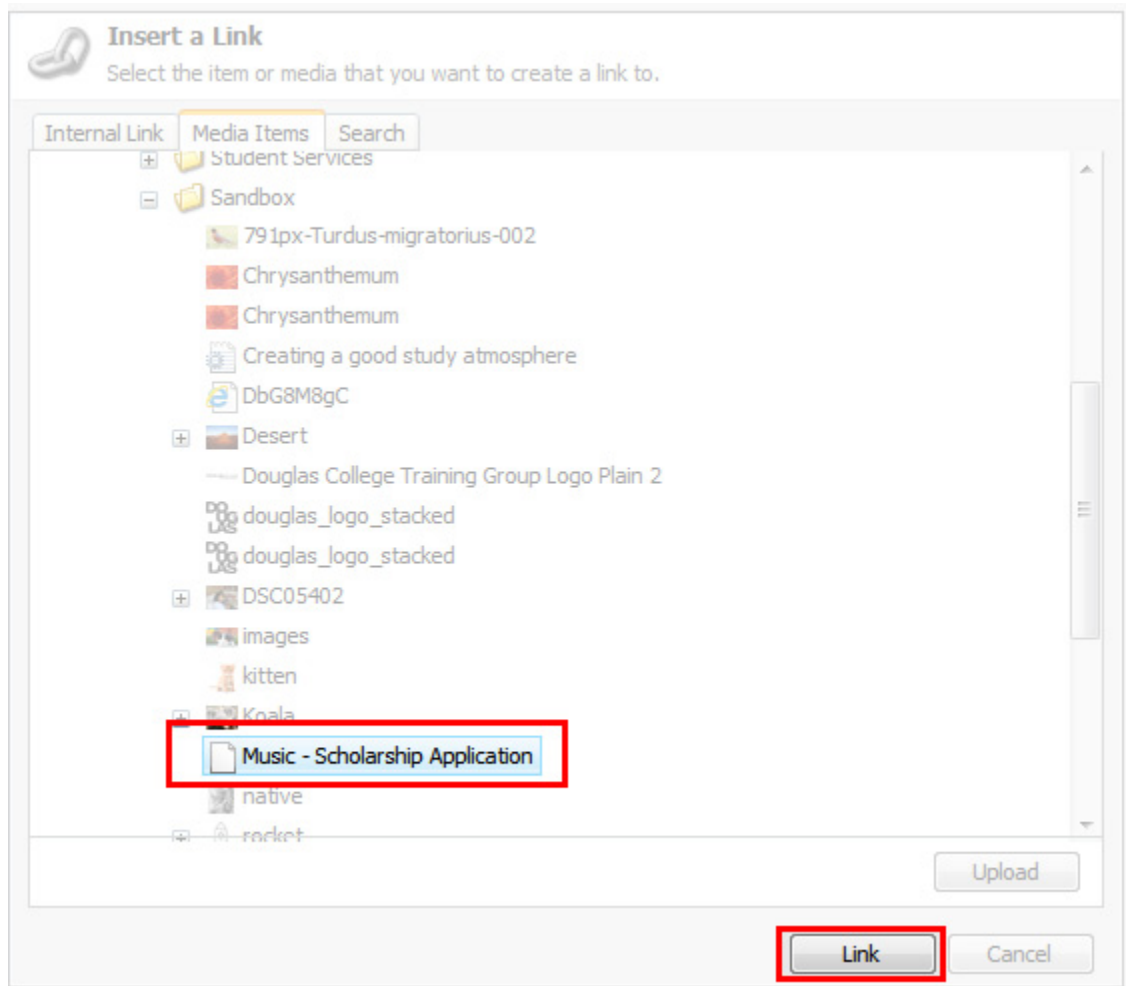 Insert a Link
Select the item or media that you want to create a link to.
Internal Link Media Items Search
Student Services
Sandbox
791px-Turdus-migratorius-002
Chrysanthemum
Chrysanthemum
Creating a good study atmosphere
DbG8M8gC
Desert
Douglas College Training Group Logo Plain 2
douglas_logo_stacked
douglas_logo_stacked
DSC05402
images
kitten
Koala
Music - Scholarship Application
native
rocket
Upload
Link Cancel